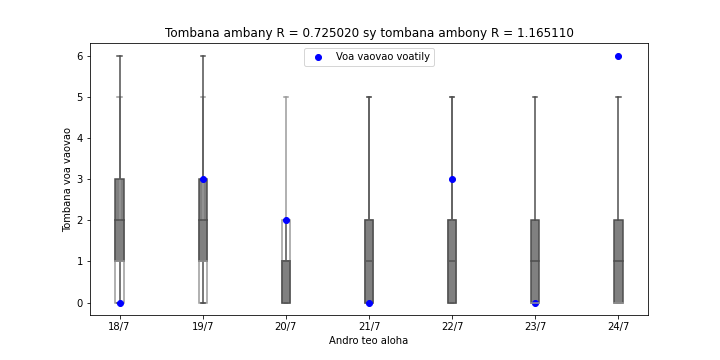 Tombana ambany R = 0.725020 sy tombana ambony R = 1.165110
Voa vaovao voatily
Tombana voa vaovao
6
5
4
3
2
1
0
18/7 19/7 20/7 21/7 22/7 23/7 24/7
Andro teo aloha